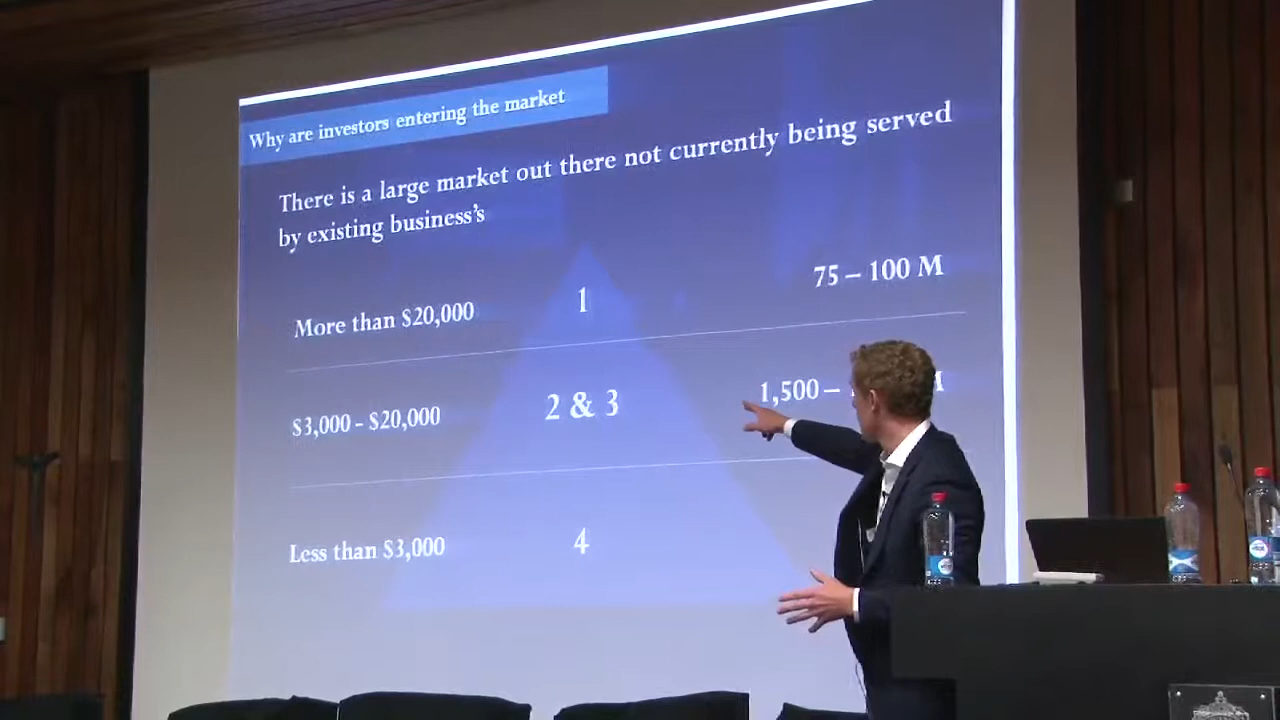 Why are investors entering the market
There is a large market out there not currently being served
by existing business's
More than $20,000 1 75 – 100 M
$3,000 - $20,000 2 & 3 1,500 –
Less than $3,000 4